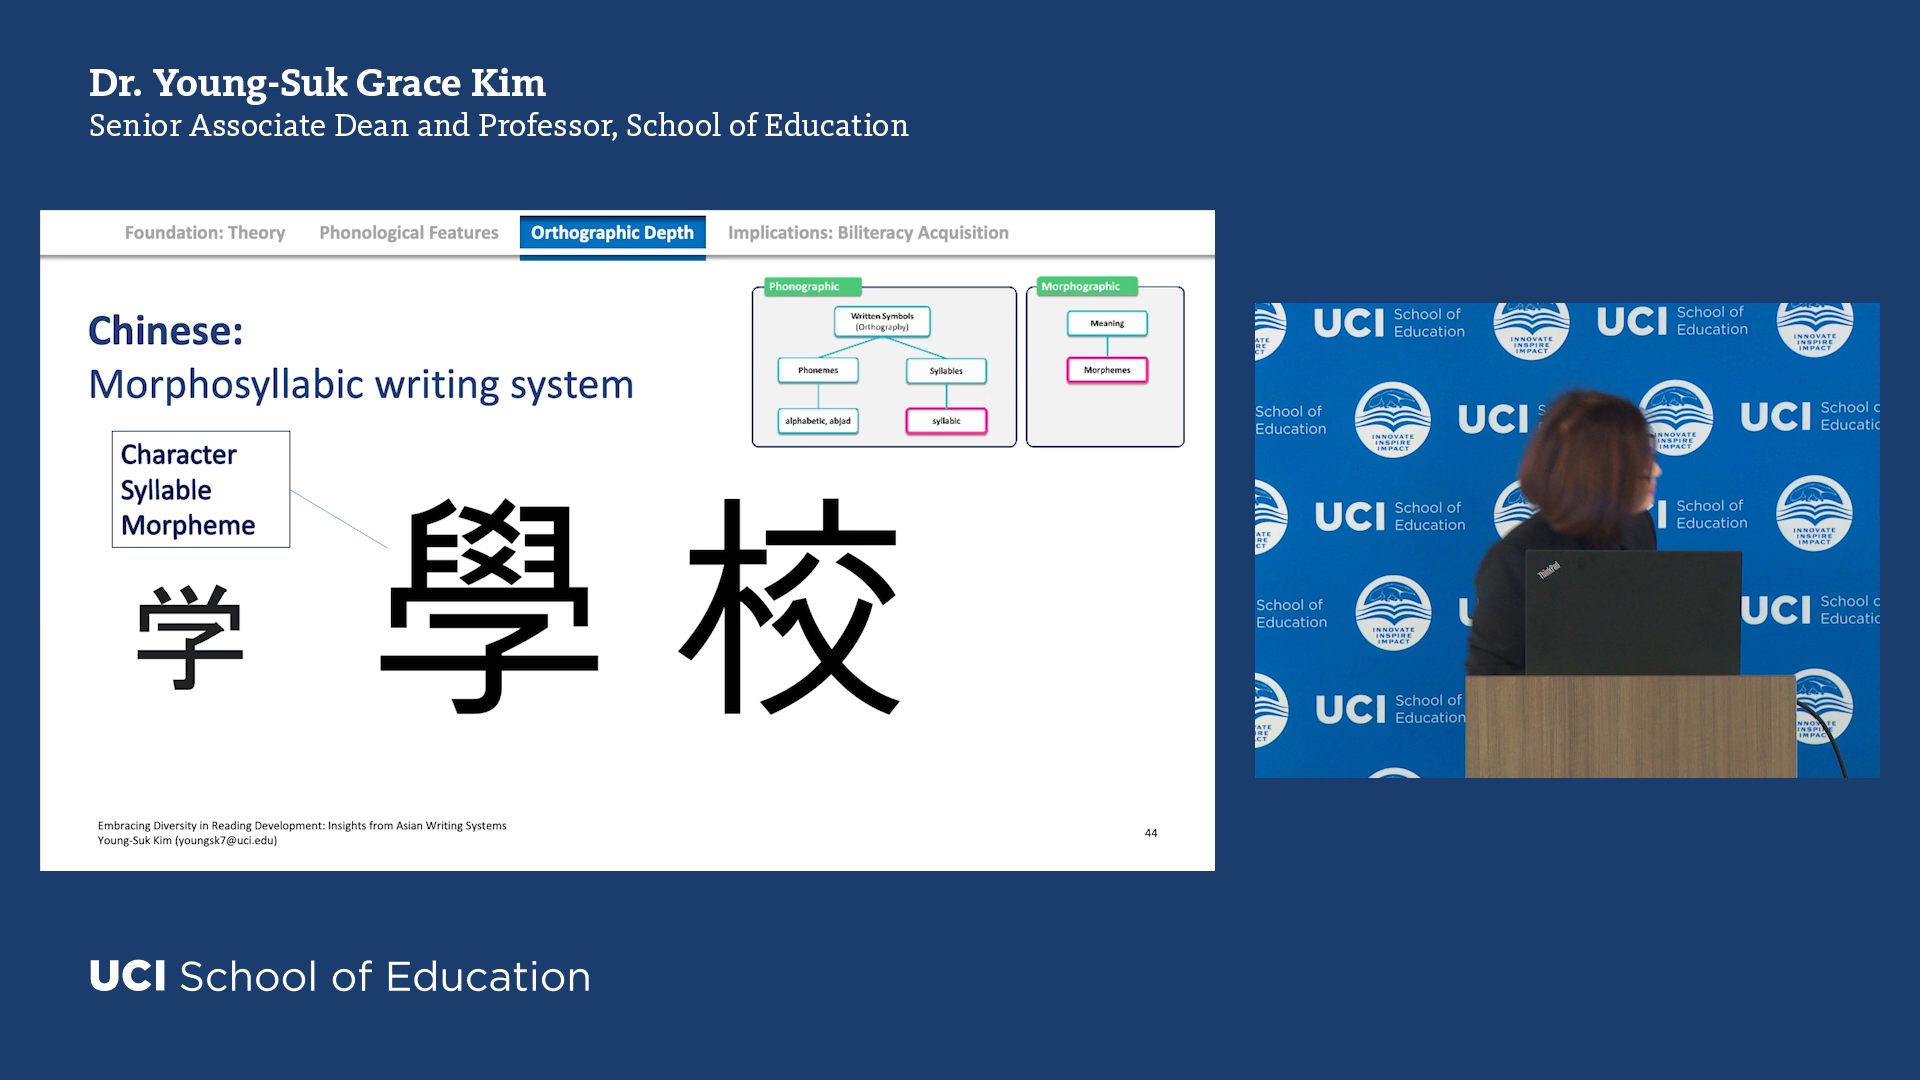 Dr. Young-Suk Grace Kim
Senior Associate Dean and Professor, School of Education
Foundation: Theory
Phonological Features
Orthographic Depth
Implications: Biliteracy Acquisition
Chinese:
Morphosyllabic writing system
Phonographic
Written Symbols
(Orthography)
Phonemes
Syllables
alphabetic, abjad
syllabic
Morphographic
Meaning
Morphemes
Character
Syllable
Morpheme
学
學 校
Embracing Diversity in Reading Development: Insights from Asian Writing Systems
Young-Suk Kim (youngsk7@uci.edu)
44
UCI School of Education
INNOVATE
INSPIRE
IMPACT
ThinkPad
UCI School of Education